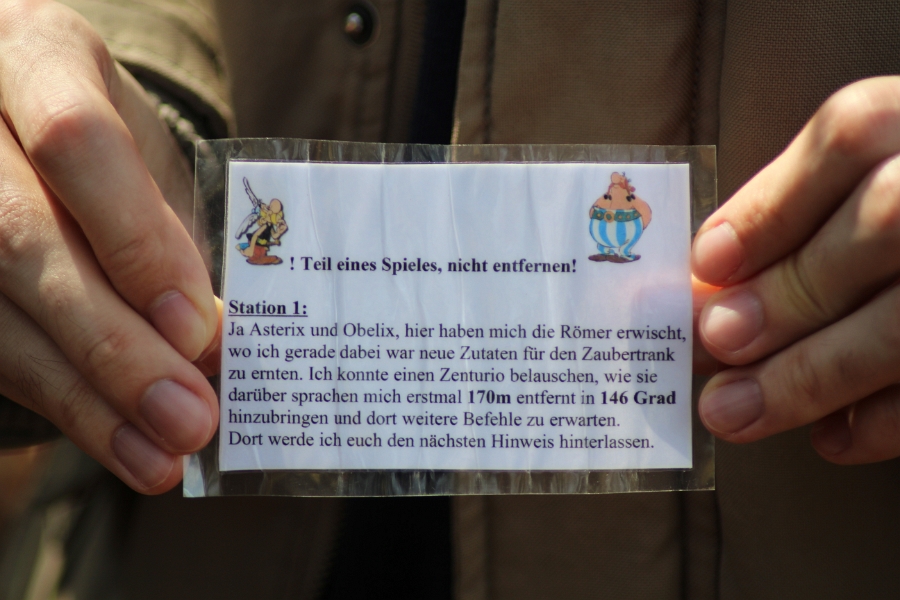 ! Teil eines Spieles, nicht entfernen!
Station 1:
Ja Asterix und Obelix, hier haben mich die Römer erwischt,
wo ich gerade dabei war neue Zutaten für den Zaubertrank
zu ernten. Ich konnte einen Zenturio belauschen, wie sie
darüber sprachen mich erstmal 170m entfernt in 146 Grad
hinzubringen und dort weitere Befehle zu erwarten.
Dort werde ich euch den nächsten Hinweis hinterlassen.